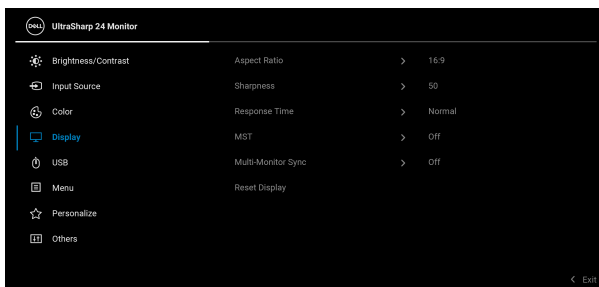 DELL UltraSharp 24 Monitor
Brightness/Contrast Aspect Ratio > 16:9
Input Source Sharpness > 50
Color Response Time > Normal
Display MST > Off
USB Multi-Monitor Sync > Off
Menu Reset Display
Personalize
Others
< Exit